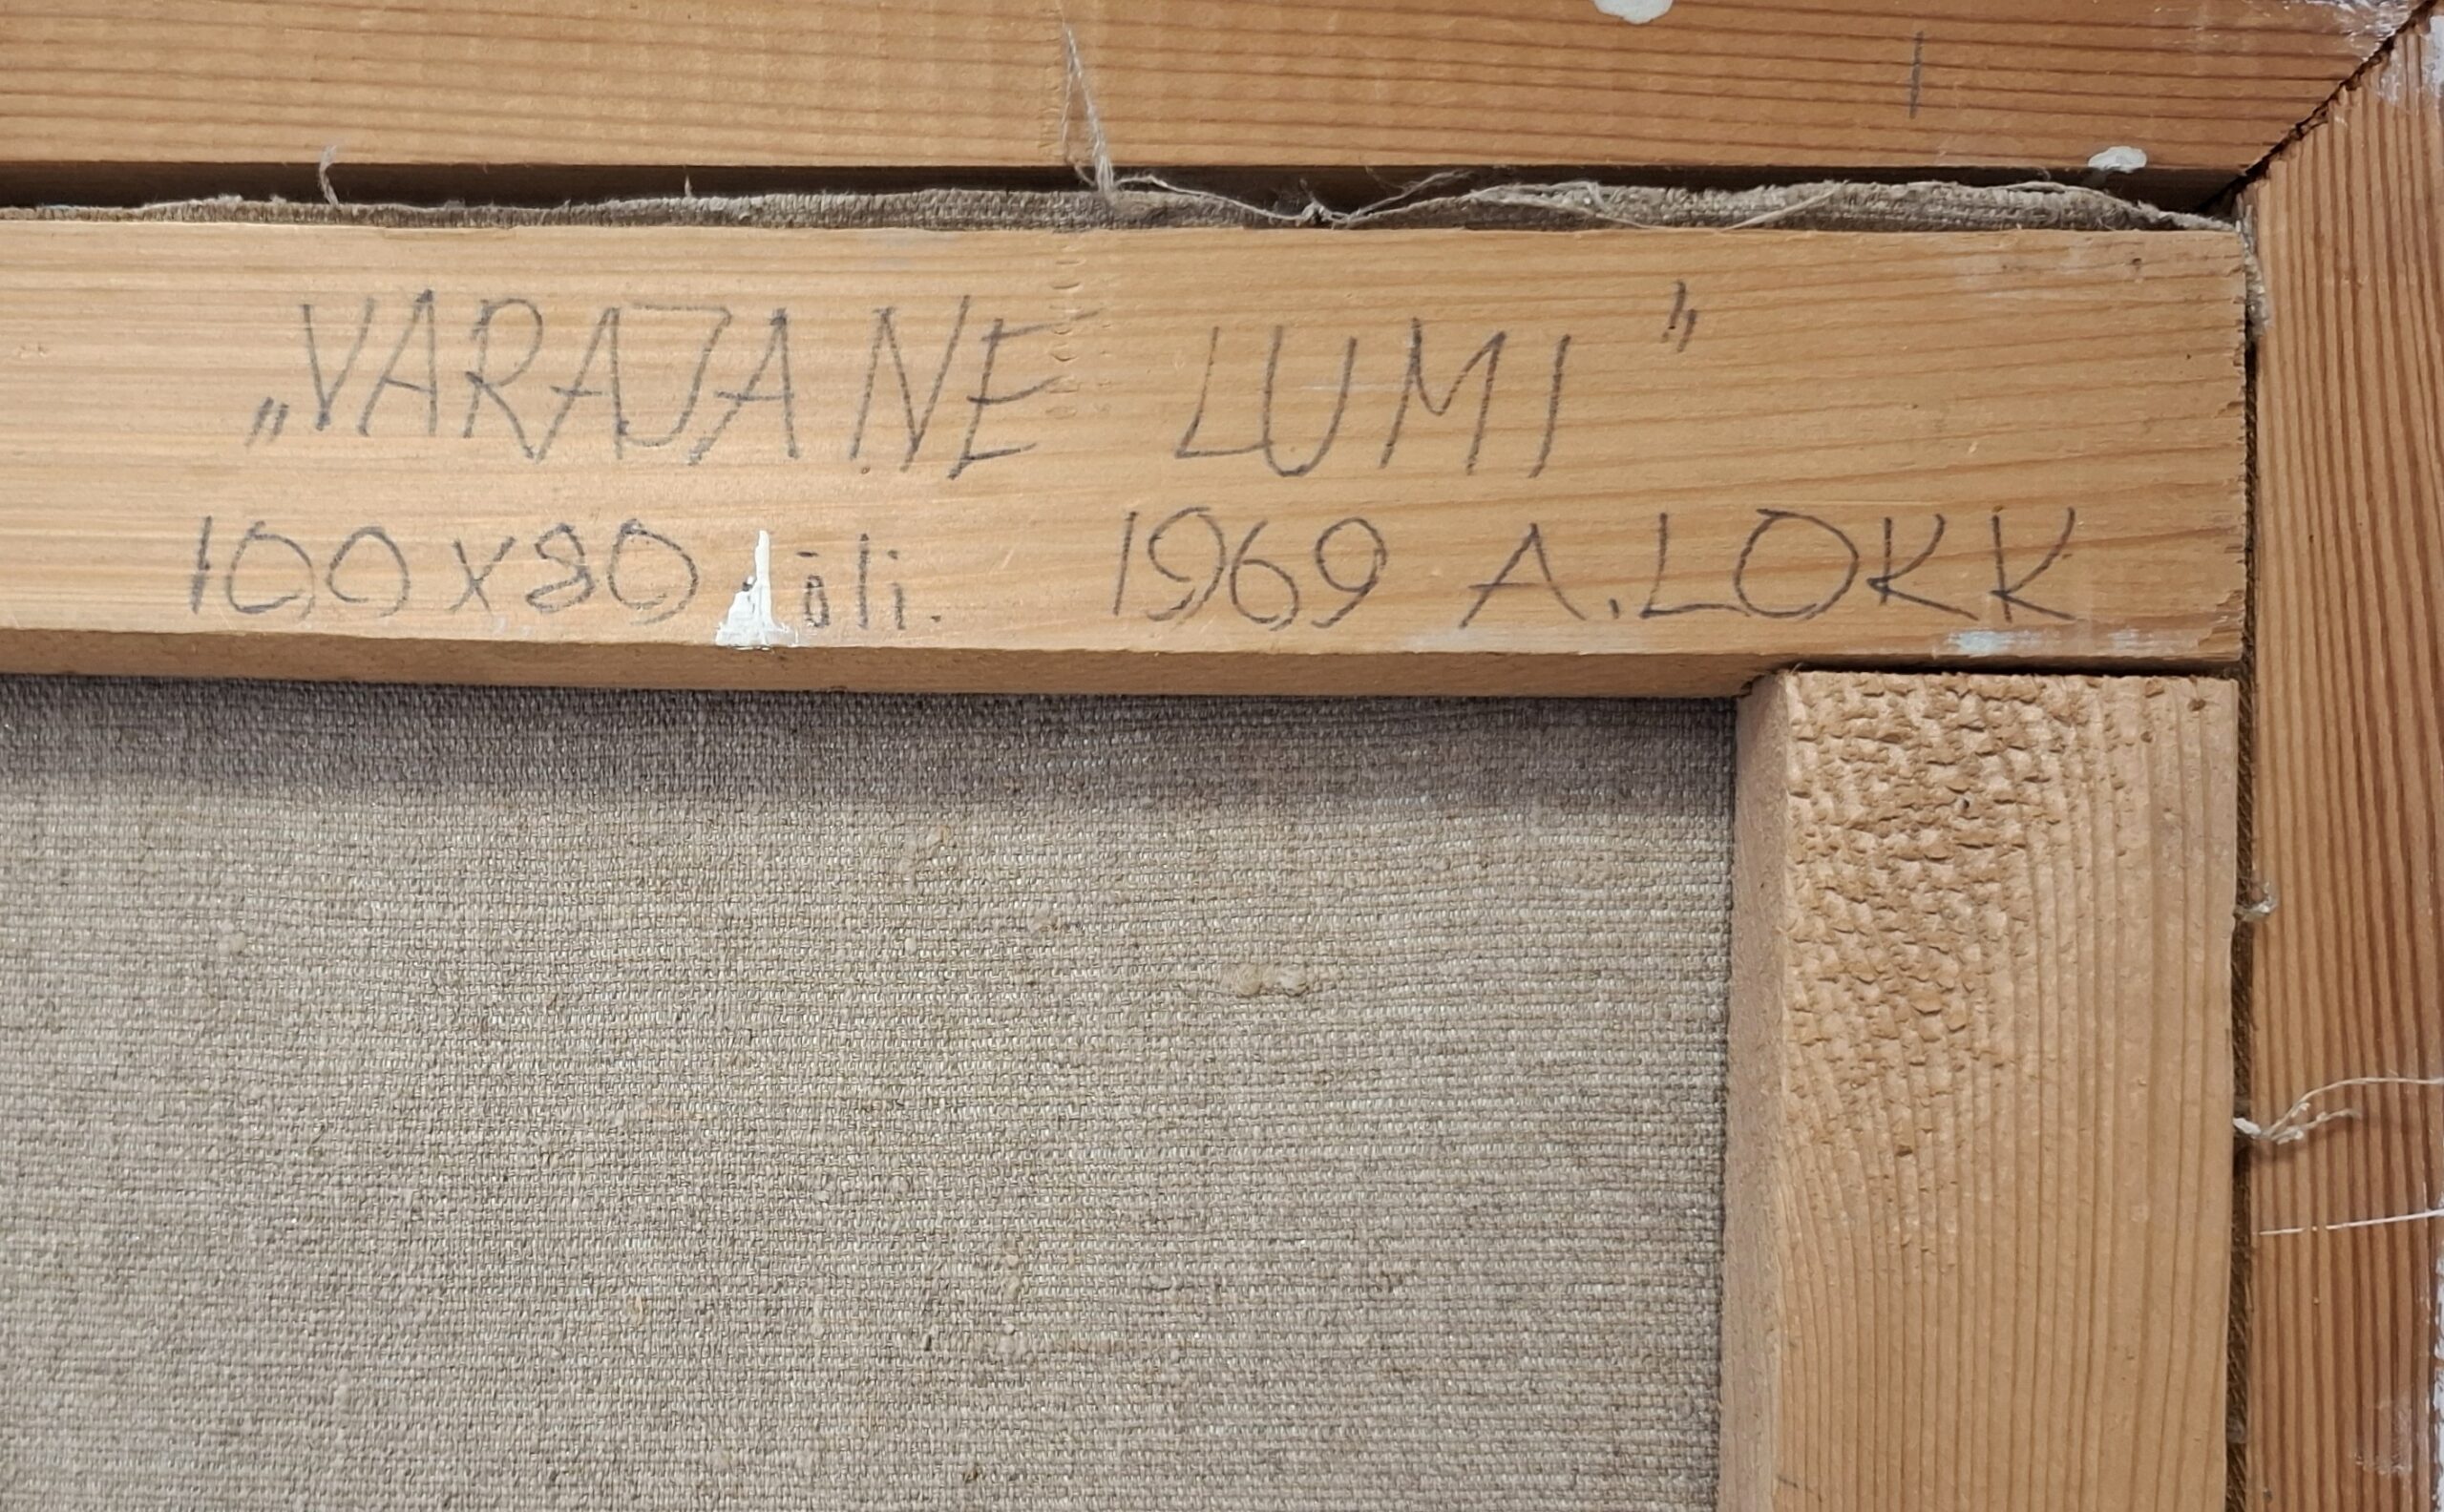 „VARAJANE LUMI”
100x80 õli. 1969 A.LOKK